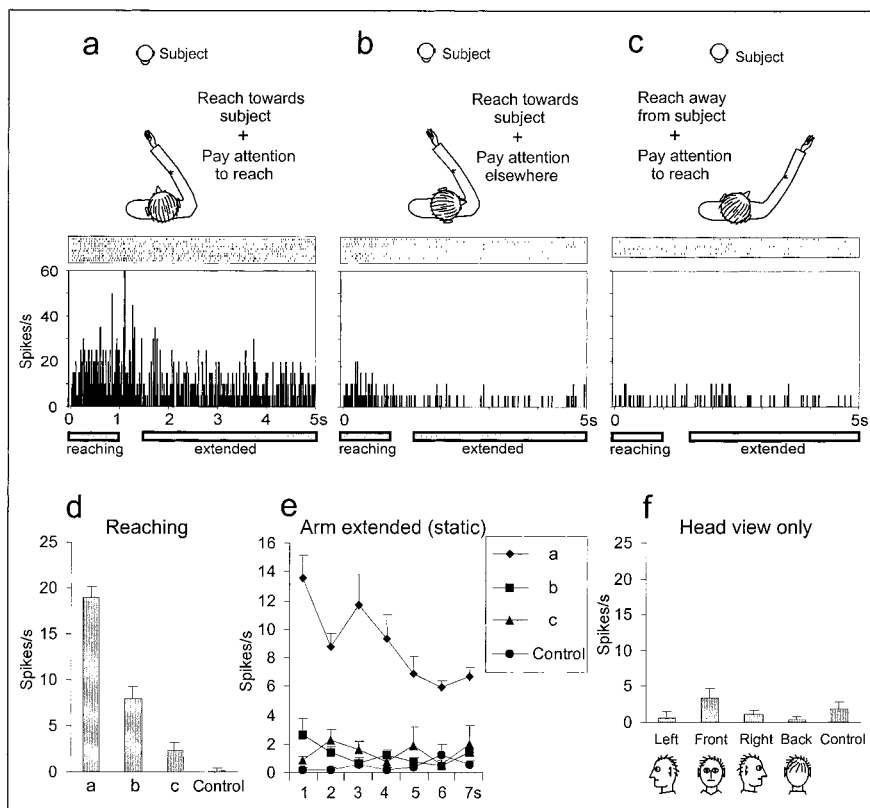 a
Subject
Reach towards
subject
+
Pay attention
to reach
b
Subject
Reach towards
subject
+
Pay attention
elsewhere
c
Subject
Reach away
from subject
+
Pay attention
to reach
60
40
20
0
Spikes/s
0 1 2 3 4 5s
reaching extended
0 5s
reaching extended
0 5s
reaching extended
d
Reaching
25
20
15
10
5
0
Spikes/s
a b c Control
e
Arm extended (static)
16
14
12
10
8
6
4
2
0
Spikes/s
1 2 3 4 5 6 7s
a
b
c
Control
f
Head view only
25
20
15
10
5
0
Spikes/s
Left Front Right Back Control